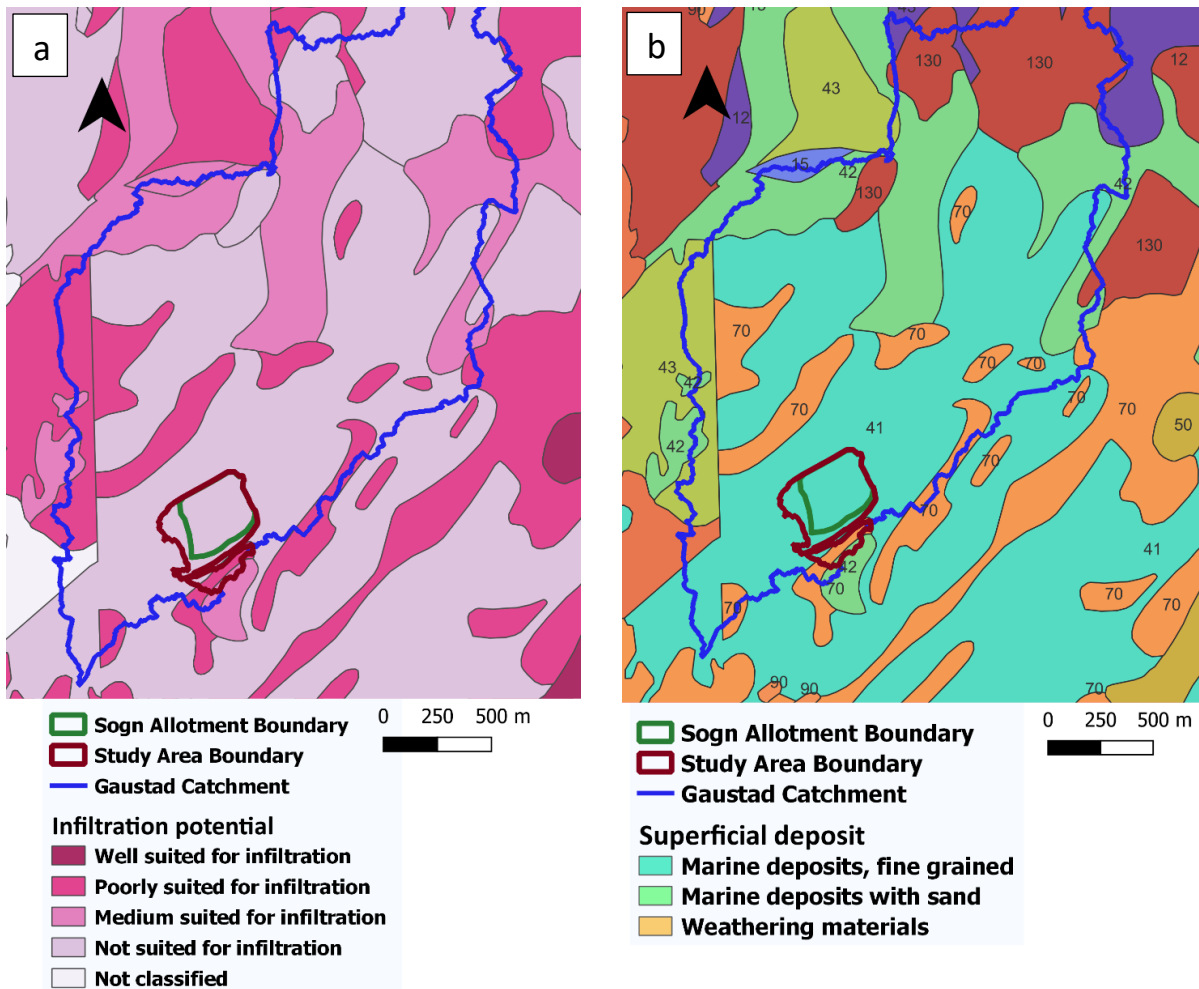 a
Sogn Allotment Boundary
Study Area Boundary
Gaustad Catchment
0 250 500 m
Infiltration potential
Well suited for infiltration
Poorly suited for infiltration
Medium suited for infiltration
Not suited for infiltration
Not classified
b
130
130
12
43
12
15
42
130
42
70
130
70
70
43
42
70
70
70
70
70
50
42
41
70
70
41
42
70
70
70
70
90
90
70
Sogn Allotment Boundary
Study Area Boundary
Gaustad Catchment
0 250 500 m
Superficial deposit
Marine deposits, fine grained
Marine deposits with sand
Weathering materials